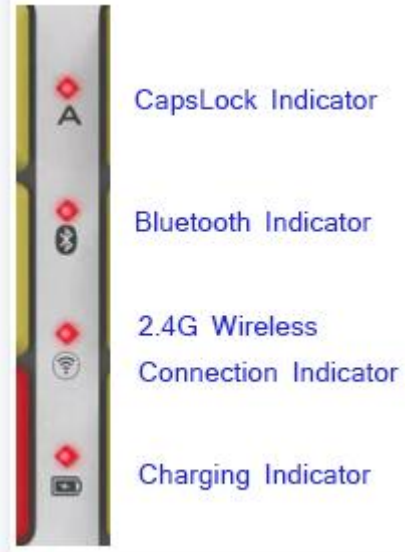 A
CapsLock Indicator
Bluetooth Indicator
2.4G Wireless
Connection Indicator
Charging Indicator